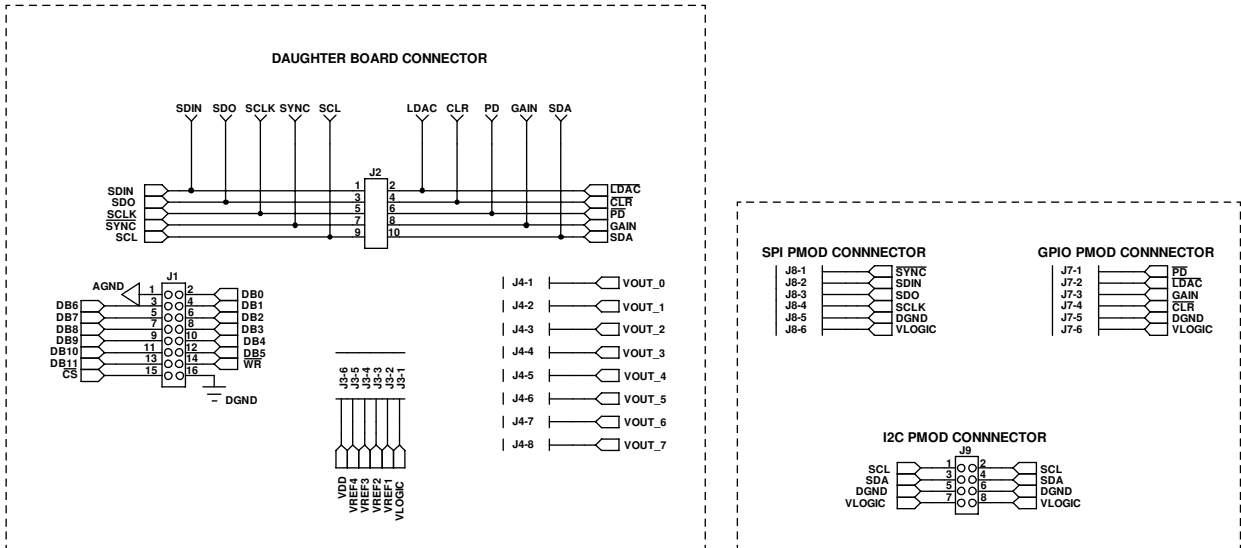 DAUGHTER BOARD CONNECTOR
SDIN SDO SCLK SYNC SCL LDAC CLR PD GAIN SDA
J2
SDIN 1 2 LDAC
SDO 3 4 CLR
SCLK 5 6 PD
SYNC 7 8 GAIN
SCL 9 10 SDA
J1
AGND 1 2 DB0
DB6 3 4 DB1
DB7 5 6 DB2
DB8 7 8 DB3
DB9 9 10 DB4
DB10 11 12 DB5
DB11 13 14 WR
CS 15 16
DGND
J3-6 J3-5 J3-4 J3-3 J3-2 J3-1
VDD VREF4 VREF3 VREF2 VREF1 VLOGIC
J4-1 VOUT_0
J4-2 VOUT_1
J4-3 VOUT_2
J4-4 VOUT_3
J4-5 VOUT_4
J4-6 VOUT_5
J4-7 VOUT_6
J4-8 VOUT_7
SPI PMOD CONNNECTOR
J8-1 SYNC
J8-2 SDIN
J8-3 SDO
J8-4 SCLK
J8-5 DGND
J8-6 VLOGIC
GPIO PMOD CONNNECTOR
J7-1 PD
J7-2 LDAC
J7-3 GAIN
J7-4 CLR
J7-5 DGND
J7-6 VLOGIC
I2C PMOD CONNNECTOR
J9
SCL 1 2 SCL
SDA 3 4 SDA
DGND 5 6 DGND
VLOGIC 7 8 VLOGIC